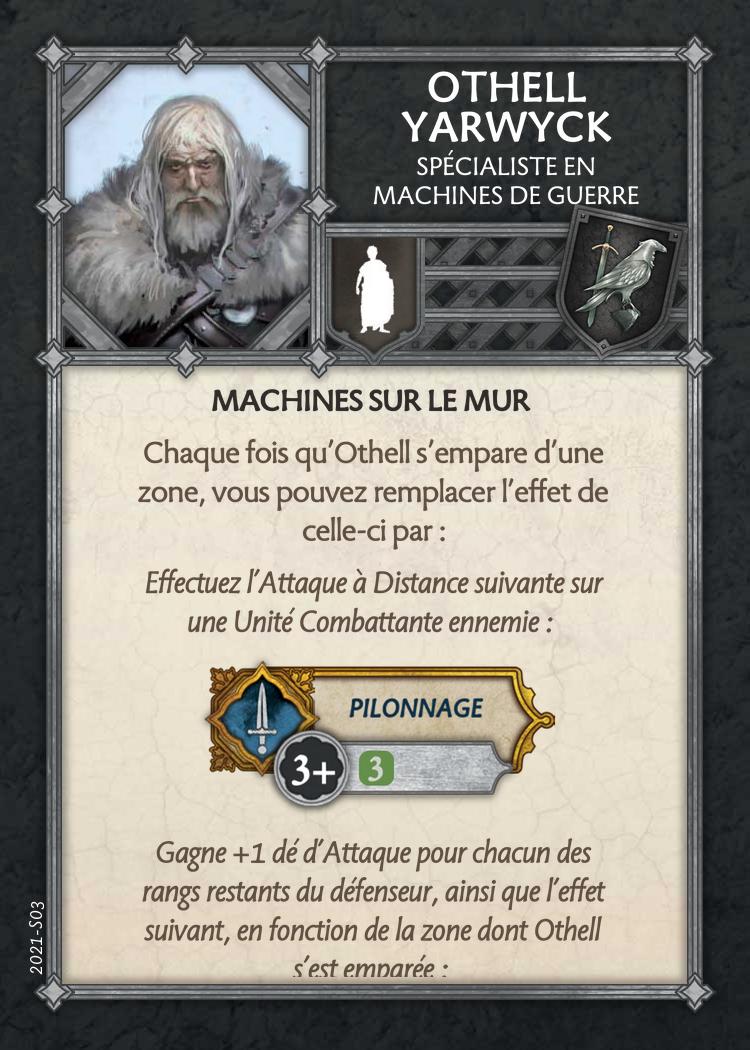 OTHELL
YARWYCK
SPÉCIALISTE EN
MACHINES DE GUERRE
MACHINES SUR LE MUR
Chaque fois qu’Othell s’empare d’une
zone, vous pouvez remplacer l’effet de
celle-ci par :
Effectuez l’Attaque à Distance suivante sur
une Unité Combattante ennemie :
PILONNAGE
3+ 3
Gagne +1 dé d’Attaque pour chacun des
rangs restants du défenseur, ainsi que l’effet
suivant, en fonction de la zone dont Othell
s’est emparée :
2021-S03